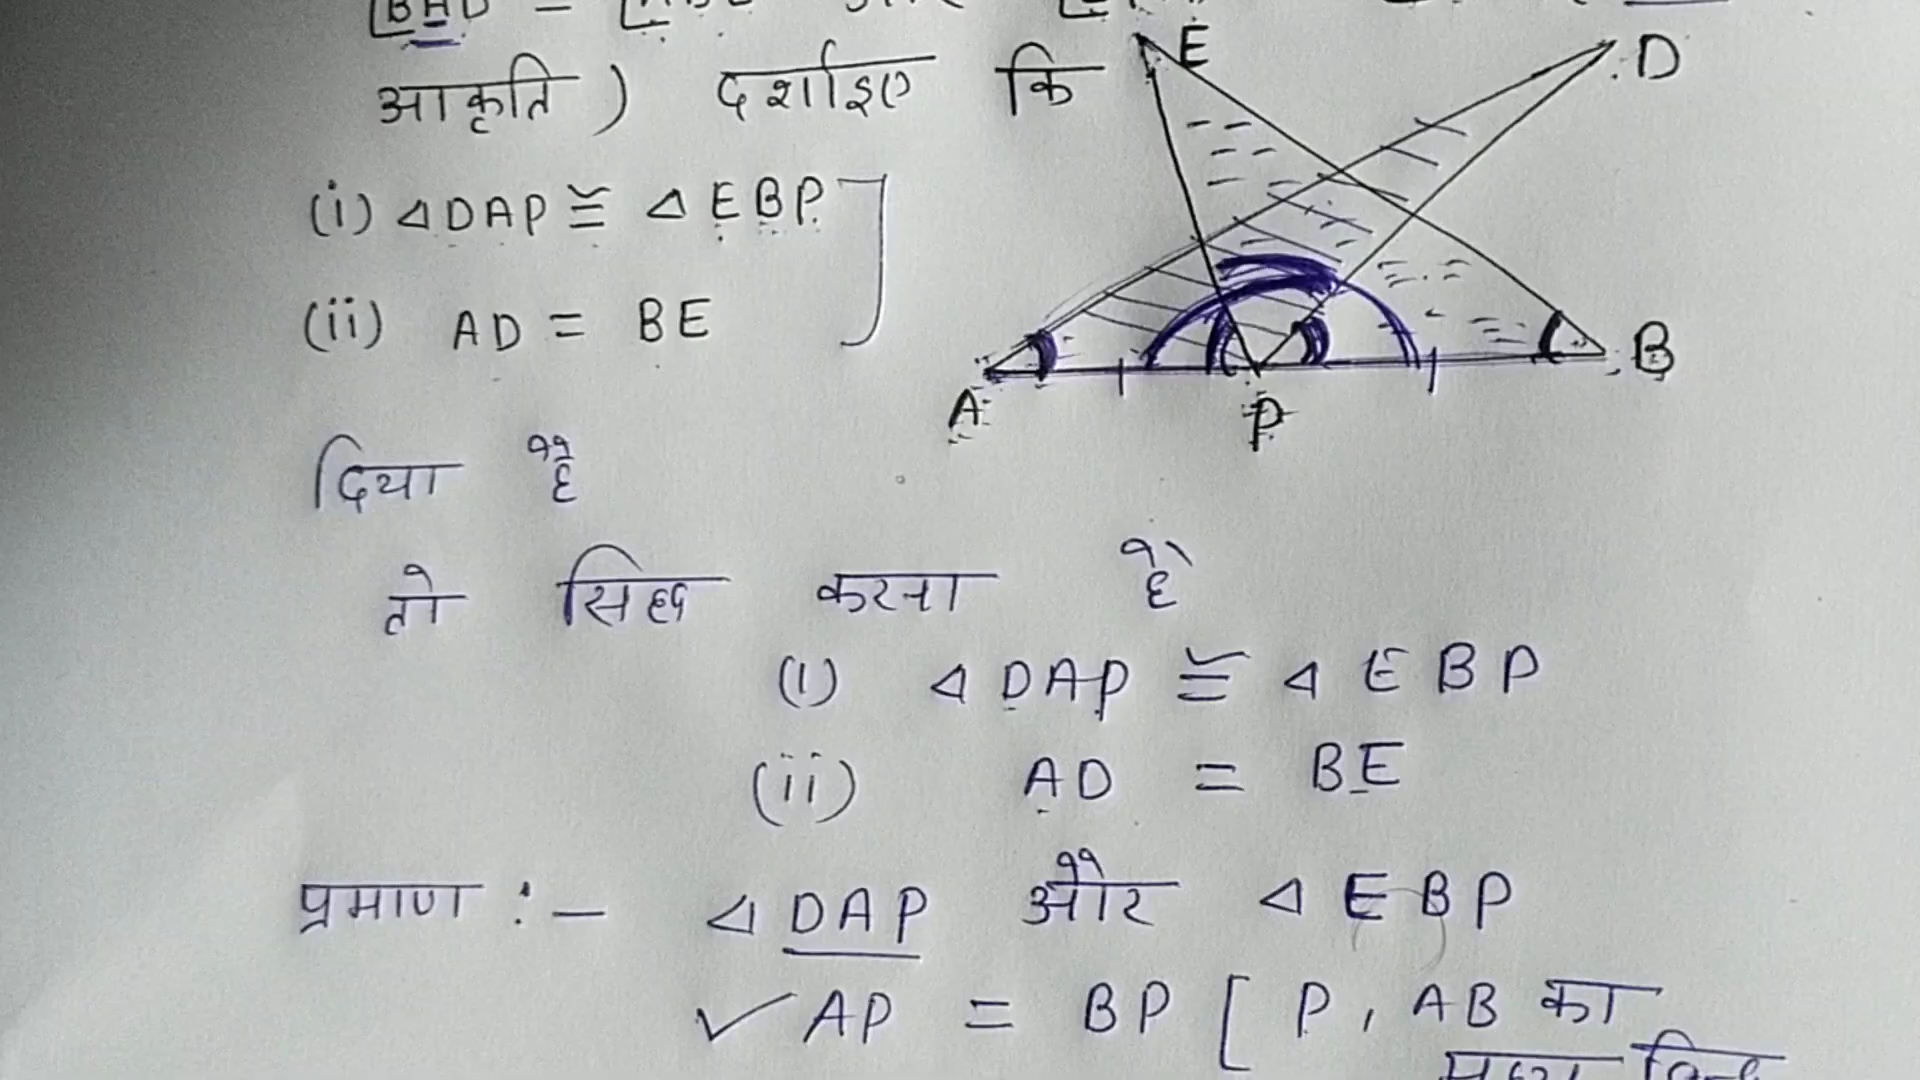 आकृति ) दर्शाइए कि
(i) ⊿DAP ≅ ⊿EBP
(ii) AD = BE
E
D
A
P
B
दिया है
तो सिद्ध करना है
(i) ⊿DAP ≅ ⊿EBP
(ii) AD = BE
प्रमाण :— ⊿DAP और ⊿EBP
✓ AP = BP [ P, AB का